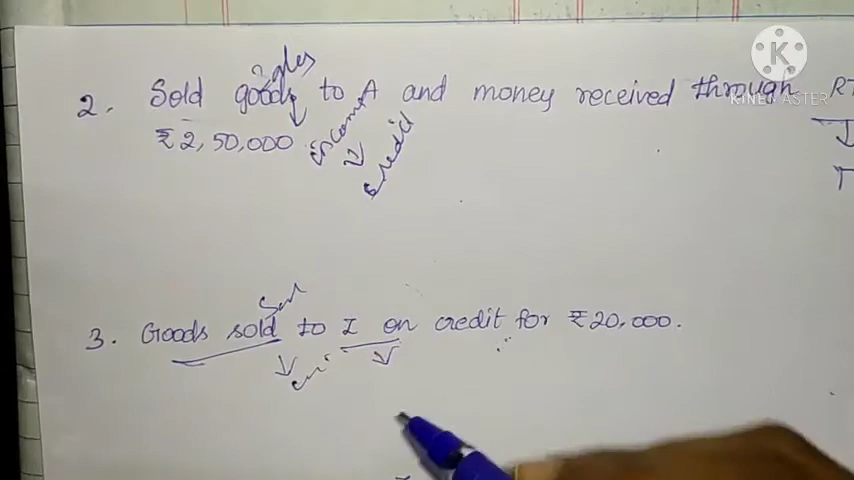 2. Sold goods to A and money received through RT
₹2,50,000
Income
Credit
3. Goods sold to I on credit for ₹20,000.
K
KINEMASTER